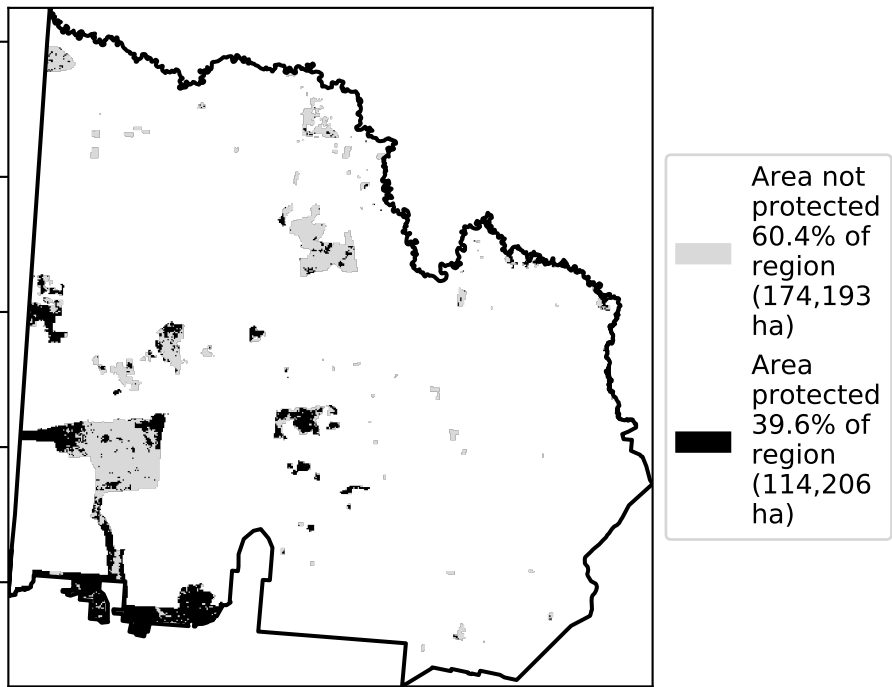 Area not
protected
60.4% of
region
(174,193
ha)
Area
protected
39.6% of
region
(114,206
ha)